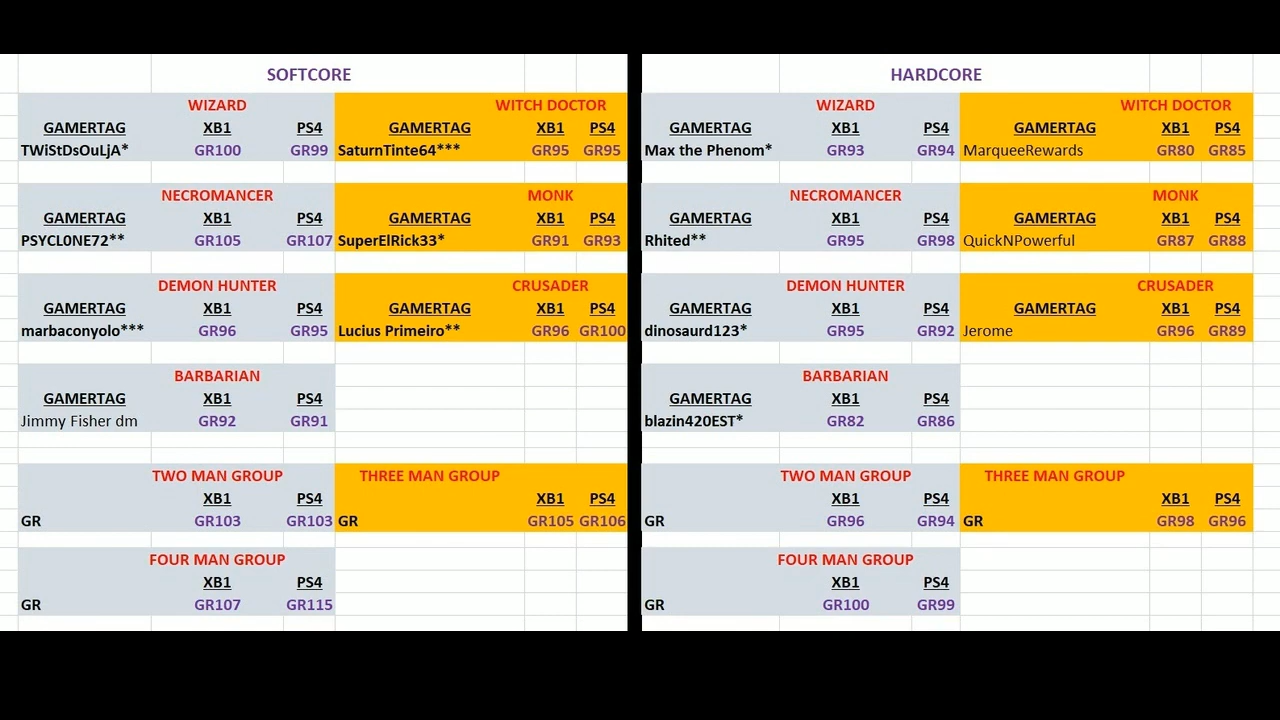 SOFTCORE
WIZARD WITCH DOCTOR
GAMERTAG XB1 PS4 GAMERTAG XB1 PS4
TWiStDsOuLjA* GR100 GR99 SaturnTinte64*** GR95 GR95
NECROMANCER MONK
GAMERTAG XB1 PS4 GAMERTAG XB1 PS4
PSYCL0NE72** GR105 GR107 SuperElRick33* GR91 GR93
DEMON HUNTER CRUSADER
GAMERTAG XB1 PS4 GAMERTAG XB1 PS4
marbaconyolo*** GR96 GR95 Lucius Primeiro** GR96 GR100
BARBARIAN
GAMERTAG XB1 PS4
Jimmy Fisher dm GR92 GR91
TWO MAN GROUP THREE MAN GROUP
XB1 PS4 XB1 PS4
GR GR103 GR103 GR GR105 GR106
FOUR MAN GROUP
XB1 PS4
GR GR107 GR115
HARDCORE
WIZARD WITCH DOCTOR
GAMERTAG XB1 PS4 GAMERTAG XB1 PS4
Max the Phenom* GR93 GR94 MarqueeRewards GR80 GR85
NECROMANCER MONK
GAMERTAG XB1 PS4 GAMERTAG XB1 PS4
Rhited** GR95 GR98 QuickNPowerful GR87 GR88
DEMON HUNTER CRUSADER
GAMERTAG XB1 PS4 GAMERTAG XB1 PS4
dinosaurd123* GR95 GR92 Jerome GR96 GR89
BARBARIAN
GAMERTAG XB1 PS4
blazin420EST* GR82 GR86
TWO MAN GROUP THREE MAN GROUP
XB1 PS4 XB1 PS4
GR GR96 GR94 GR GR98 GR96
FOUR MAN GROUP
XB1 PS4
GR GR100 GR99